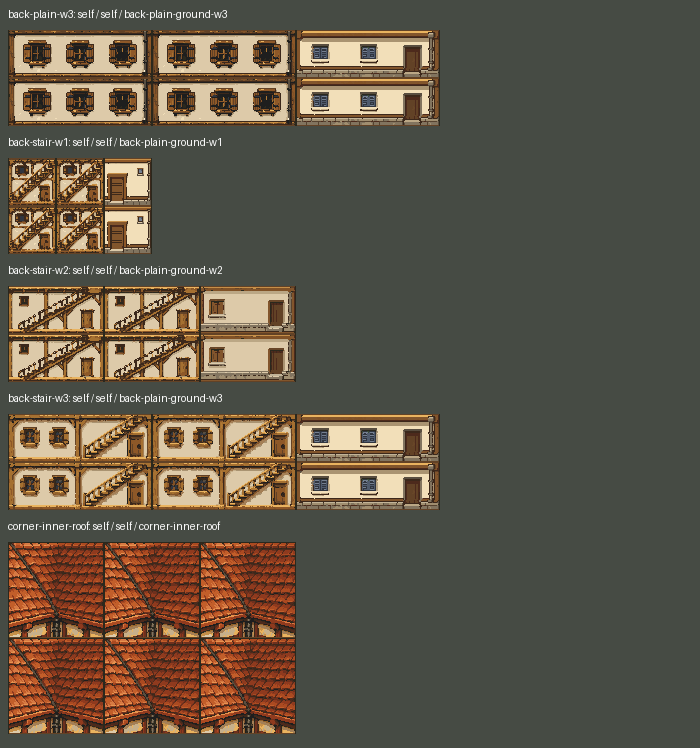 back-plain-w3: self / self / back-plain-ground-w3
back-stair-w1: self / self / back-plain-ground-w1
back-stair-w2: self / self / back-plain-ground-w2
back-stair-w3: self / self / back-plain-ground-w3
corner-inner-roof: self / self / corner-inner-roof